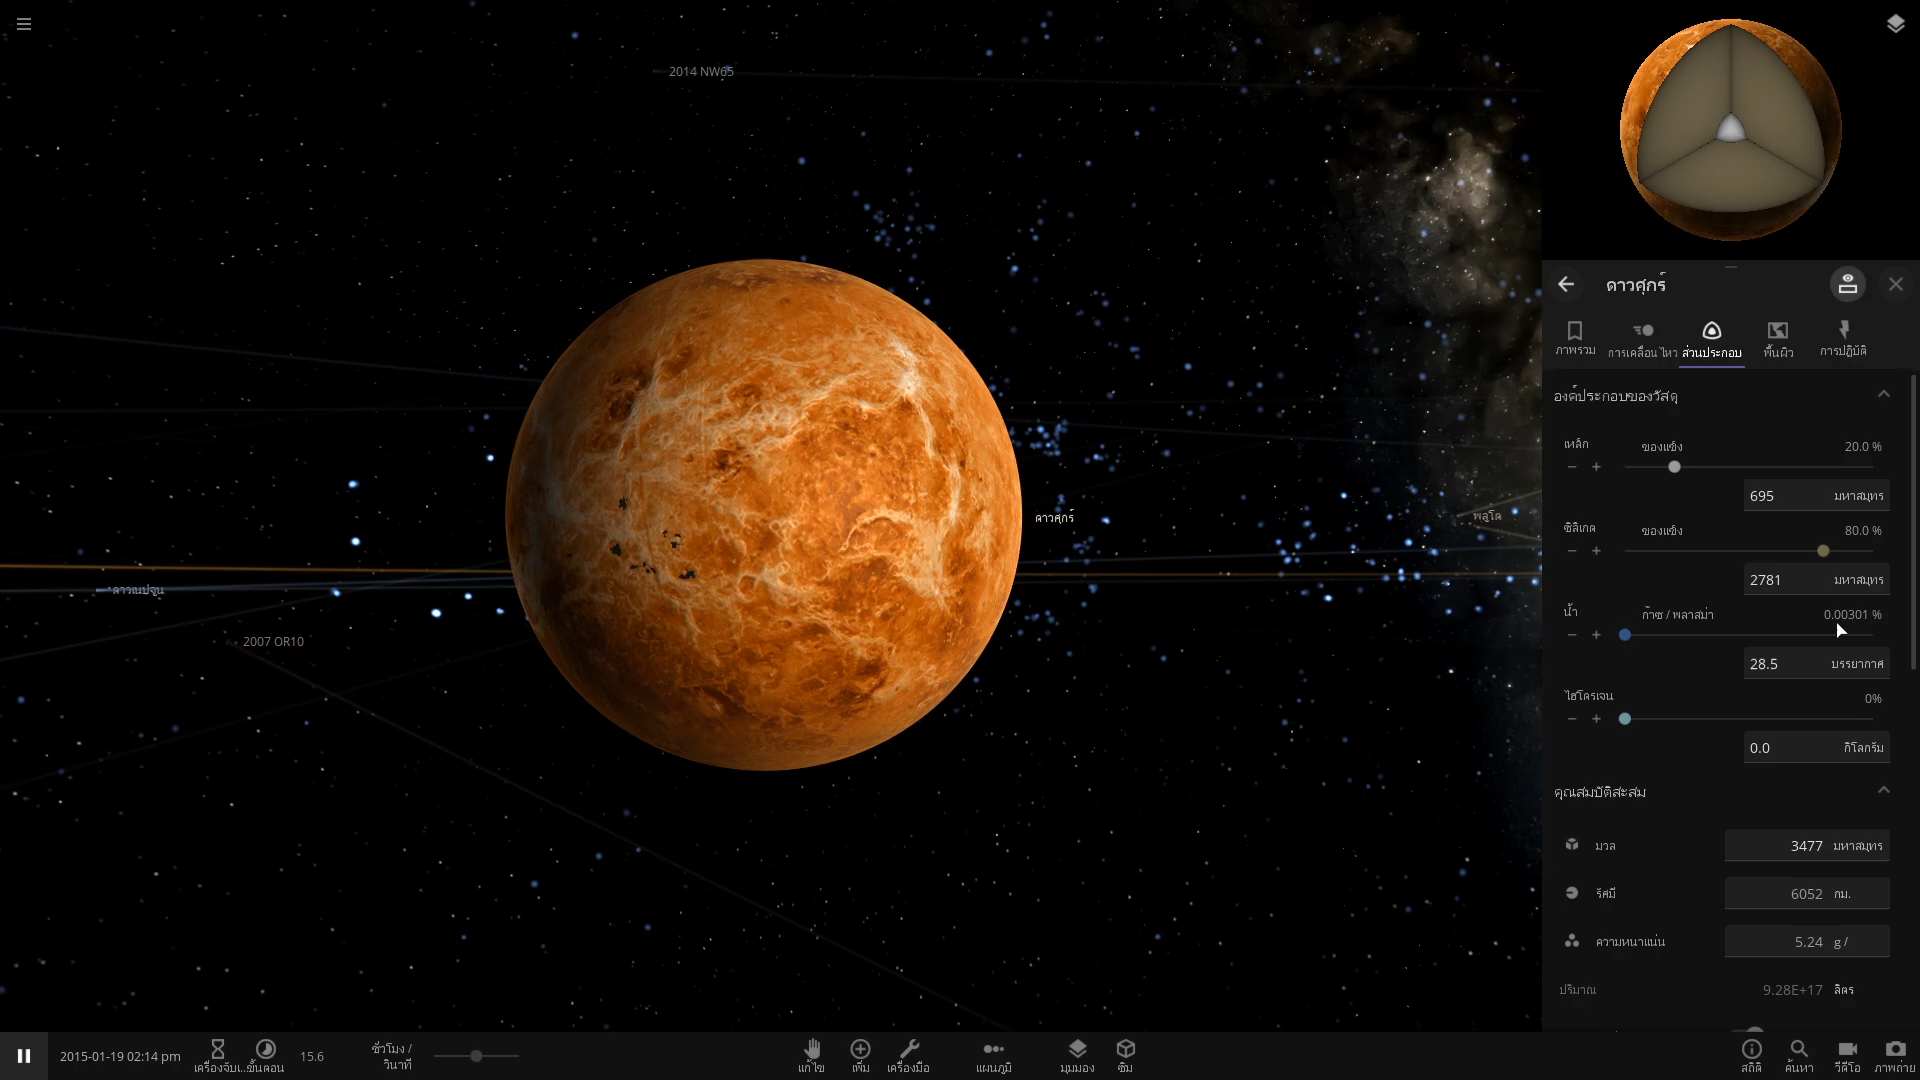 2014 NW65
ดาวศุกร์
ภาพรวม
การเคลื่อนไหว
ส่วนประกอบ
พื้นผิว
การปฏิบัติ
องค์ประกอบของวัสดุ
เหล็ก
ของแข็ง
20.0 %
695 มหาสมุทร
ซิลิเกต
ของแข็ง
80.0 %
2781 มหาสมุทร
น้ำ
ก๊าซ / พลาสม่า
0.00301 %
28.5 บรรยากาศ
ไฮโดรเจน
0%
0.0 กิโลกรัม
คุณสมบัติสะสม
มวล 3477 มหาสมุทร
รัศมี 6052 กม.
ความหนาแน่น 5.24 g /
ปริมาณ 9.28E+17 ลิตร
ดาวศุกร์
พลูโต
ดาวเนปจูน
2007 OR10
2015-01-19 02:14 pm
เครื่องจับเ...
ขั้นตอน
15.6
ชั่วโมง /
วินาที
แก้ไข
เพิ่ม
เครื่องมือ
แผนภูมิ
มุมมอง
ซิม
สถิติ
ค้นหา
วีดีโอ
ภาพถ่าย